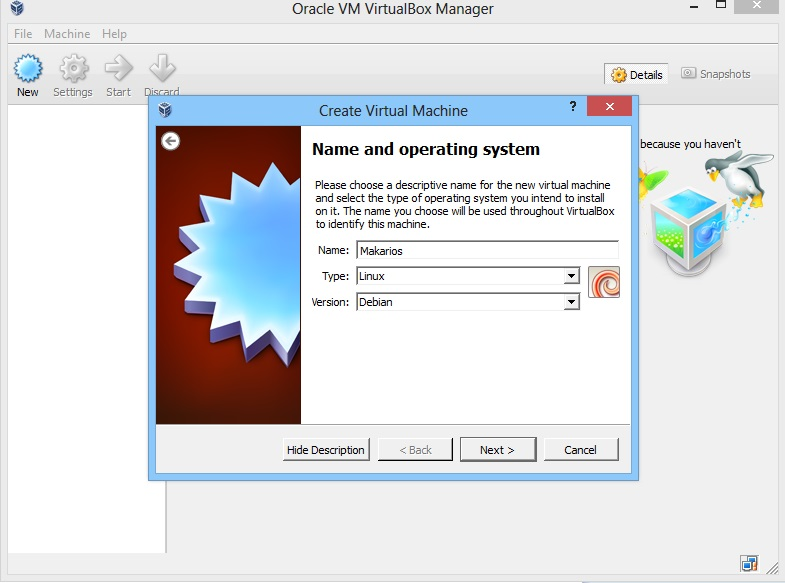 Oracle VM VirtualBox Manager
File Machine Help
New Settings Start Discard
Details Snapshots
because you haven't
Create Virtual Machine
?
Name and operating system
Please choose a descriptive name for the new virtual machine
and select the type of operating system you intend to install
on it. The name you choose will be used throughout VirtualBox
to identify this machine.
Name: Makarios
Type: Linux
Version: Debian
Hide Description < Back Next > Cancel